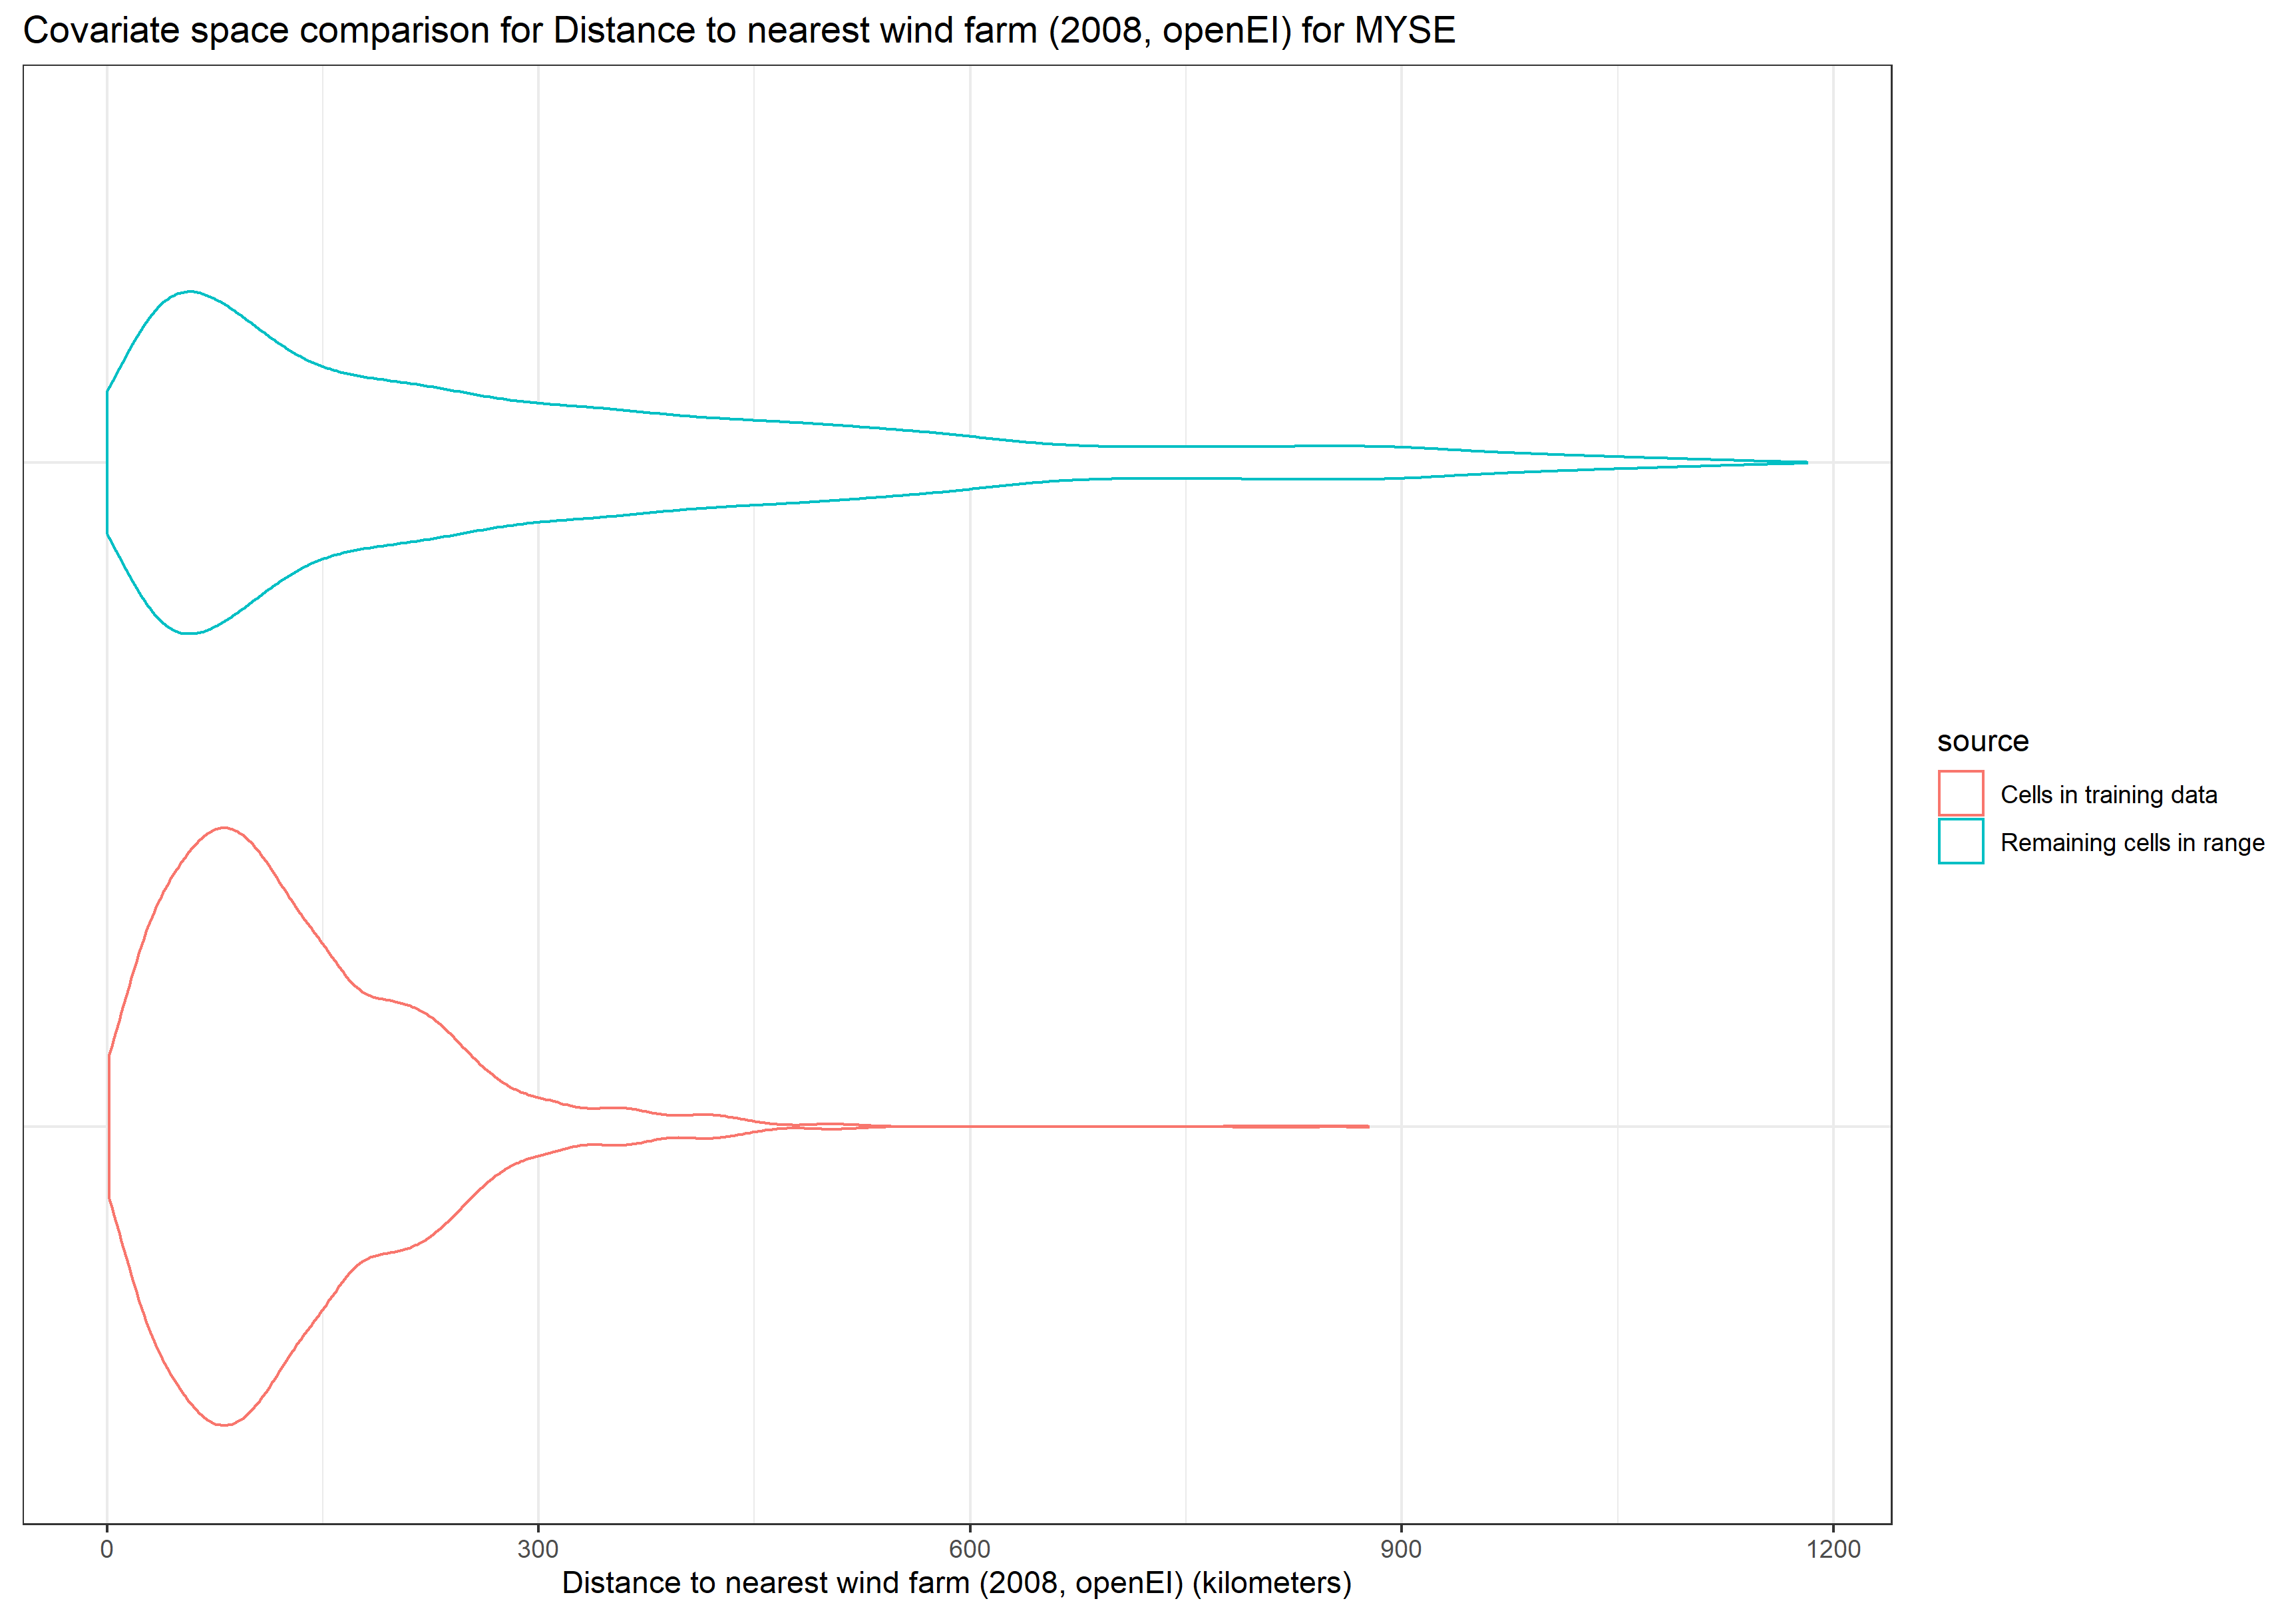 Covariate space comparison for Distance to nearest wind farm (2008, openEI) for MYSE
source
Cells in training data
Remaining cells in range
0 300 600 900 1200
Distance to nearest wind farm (2008, openEI) (kilometers)